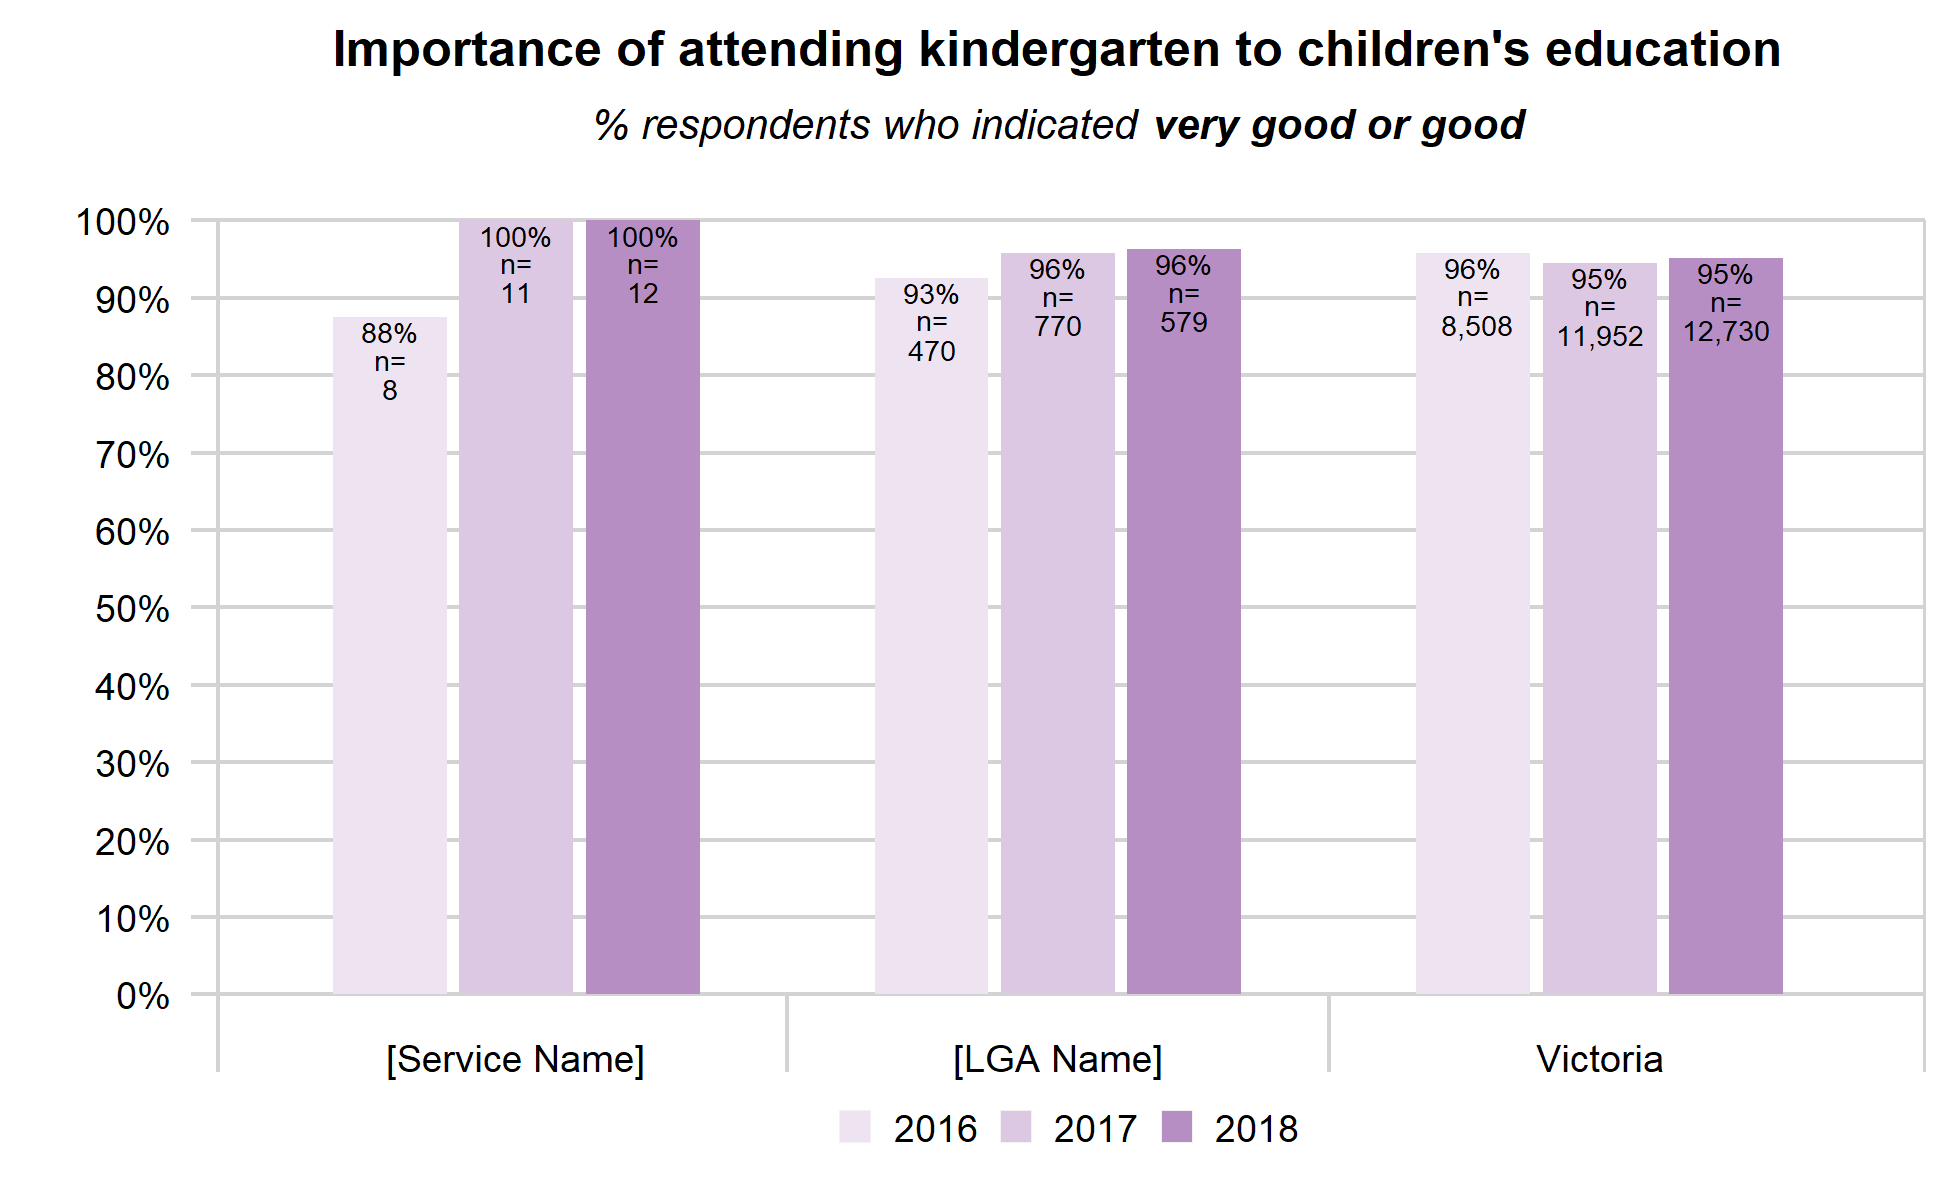 Importance of attending kindergarten to children's education
% respondents who indicated very good or good
100%
90%
80%
70%
60%
50%
40%
30%
20%
10%
0%
88%
n=
8
100%
n=
11
100%
n=
12
93%
n=
470
96%
n=
770
96%
n=
579
96%
n=
8,508
95%
n=
11,952
95%
n=
12,730
[Service Name]
[LGA Name]
Victoria
2016
2017
2018